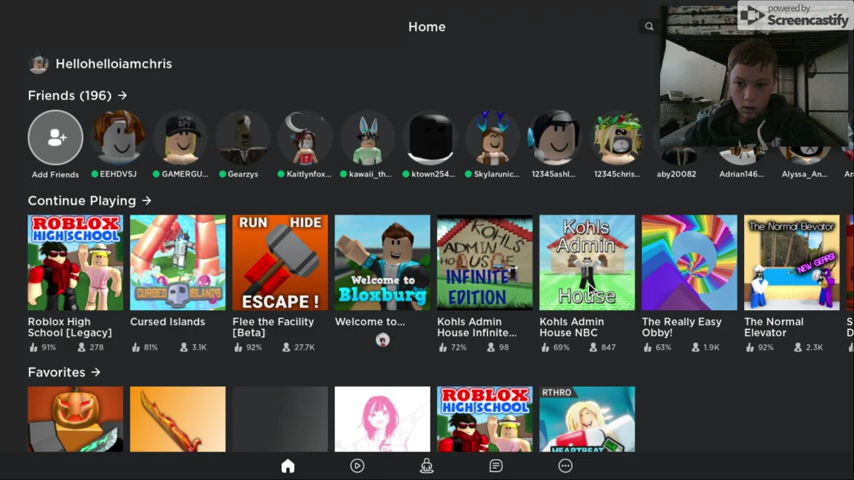 powered by
Screencastify
Home
Hellohelloiamchris
Friends (196) →
Add Friends
EEHDVSJ
GAMERGU...
Gearzys
Kaitlynfox...
kawaii_th...
ktown254...
Skylarunic...
12345ashl...
12345chris...
aby20082
Adrian146...
Alyssa_An...
Continue Playing →
ROBLOX
HIGH SCHOOL
CURSED ISLANDS
RUN HIDE
ESCAPE !
Welcome to
Bloxburg
KOHLS
ADMIN
HOUSE
INFINITE
EDITION
Kohls
Admin
House
The Normal Elevator
NEW GEARS!
Roblox High
School [Legacy]
Cursed Islands
Flee the Facility
[Beta]
Welcome to...
Kohls Admin
House Infinite...
Kohls Admin
House NBC
The Really Easy
Obby!
The Normal
Elevator
91% 278
81% 3.1K
92% 27.7K
72% 98
69% 847
63% 1.9K
92% 2.3K
Favorites →
ROBLOX
HIGH SCHOOL
RTHRO
HEARTBEAT